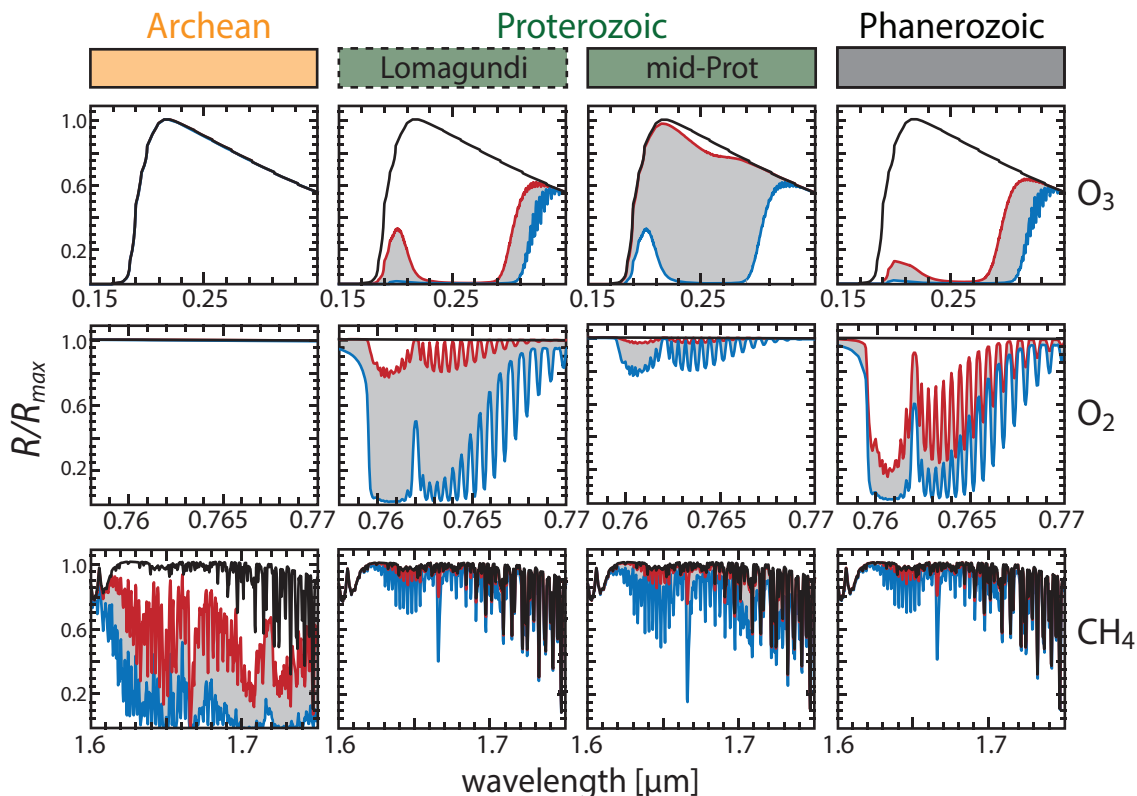 Archean Proterozoic Phanerozoic
Lomagundi mid-Prot
1.0
0.6
0.2
O3
0.15 0.25 0.15 0.25 0.15 0.25 0.15 0.25
1.0
0.6
0.2
O2
R/Rmax
0.76 0.765 0.77 0.76 0.765 0.77 0.76 0.765 0.77 0.76 0.765 0.77
1.0
0.6
0.2
CH4
1.6 1.7 1.6 1.7 1.6 1.7 1.6 1.7
wavelength [μm]